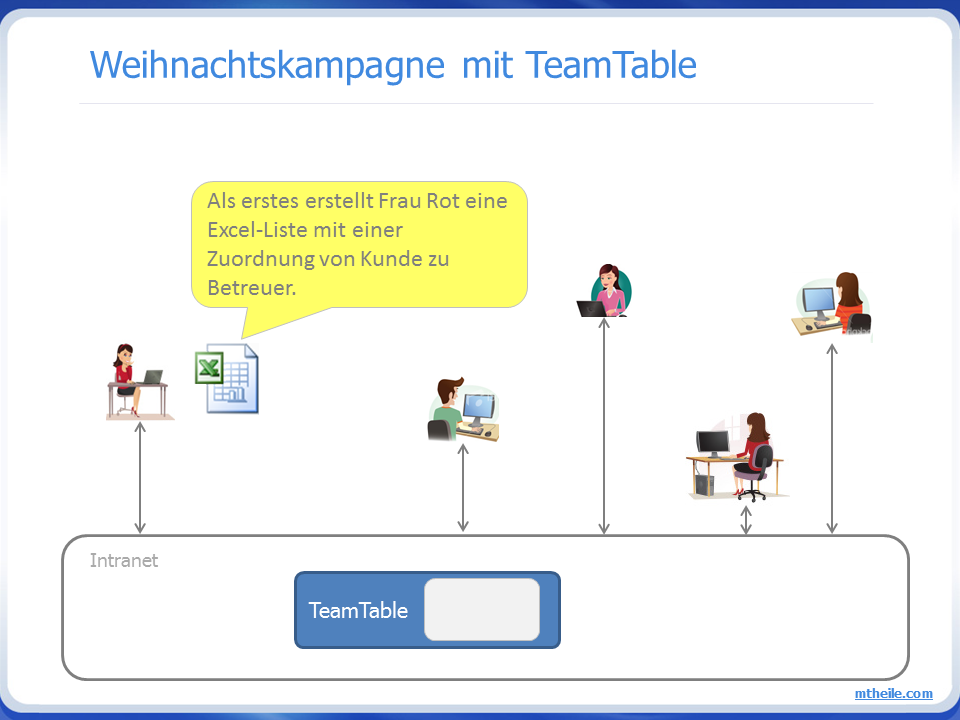 Weihnachtskampagne mit TeamTable
Als erstes erstellt Frau Rot eine
Excel-Liste mit einer
Zuordnung von Kunde zu
Betreuer.
Intranet
TeamTable
mtheile.com